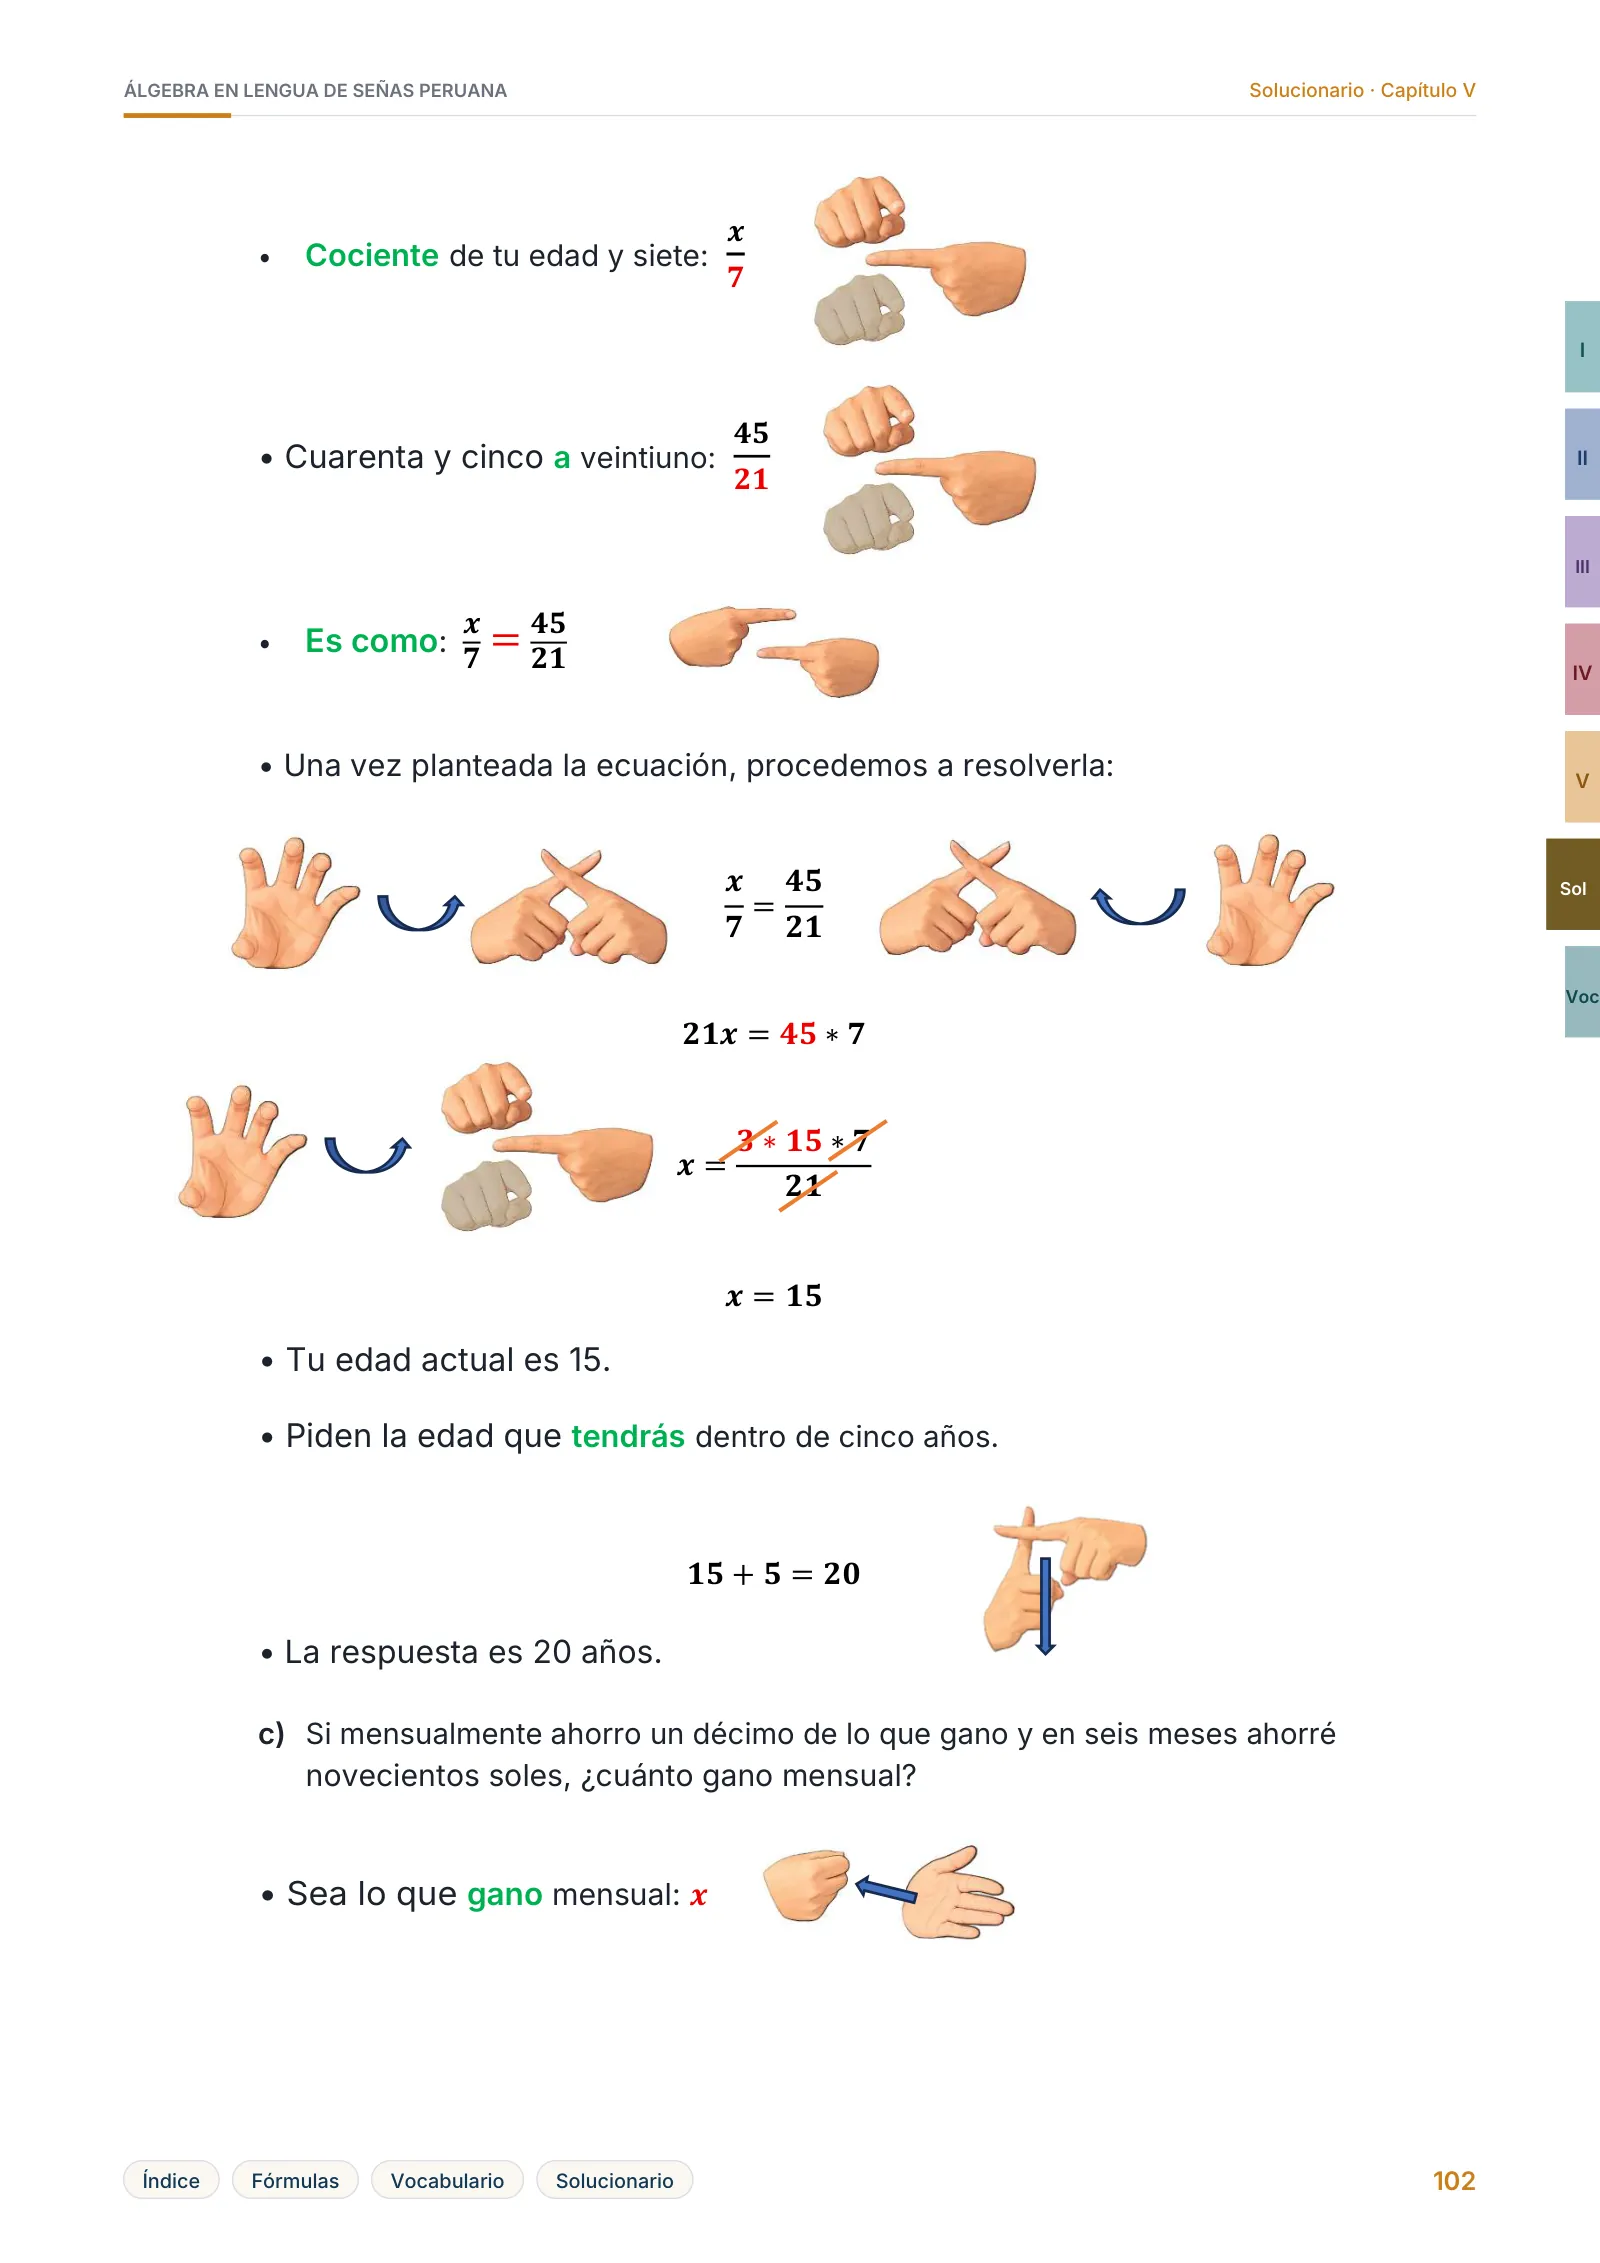 ÁLGEBRA EN LENGUA DE SEÑAS PERUANA
Solucionario · Capítulo V
• Cociente de tu edad y siete: x/7
• Cuarenta y cinco a veintiuno: 45/21
• Es como: x/7 = 45/21
• Una vez planteada la ecuación, procedemos a resolverla:
x/7 = 45/21
21x = 45 * 7
x = 3 * 15 * 7 / 21
x = 15
• Tu edad actual es 15.
• Piden la edad que tendrás dentro de cinco años.
15 + 5 = 20
• La respuesta es 20 años.
c) Si mensualmente ahorro un décimo de lo que gano y en seis meses ahorré
novecientos soles, ¿cuánto gano mensual?
• Sea lo que gano mensual: x
I
II
III
IV
V
Sol
Voc
Índice Fórmulas Vocabulario Solucionario
102